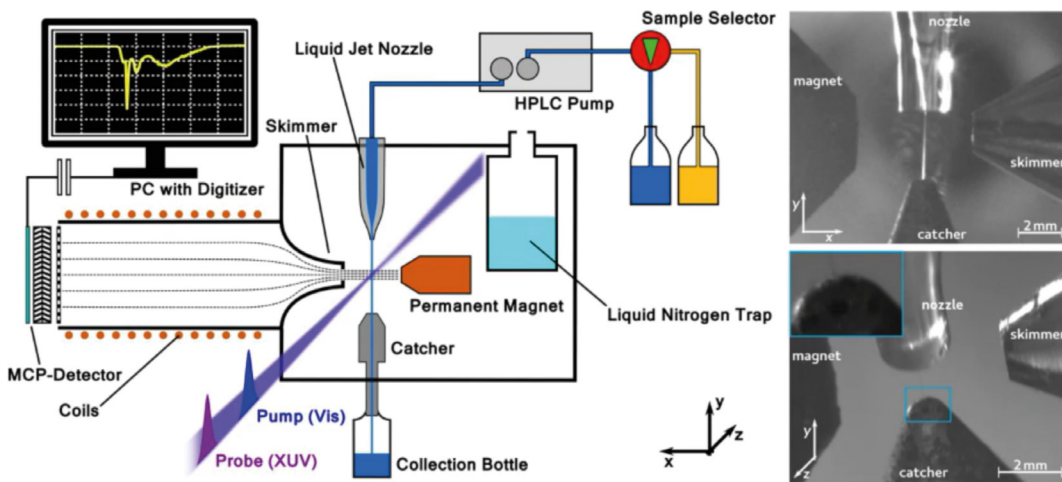 Sample Selector
Liquid Jet Nozzle
HPLC Pump
Skimmer
PC with Digitizer
Permanent Magnet
Liquid Nitrogen Trap
Catcher
MCP-Detector
Coils
Pump (Vis)
Probe (XUV)
Collection Bottle
y
z
x
nozzle
magnet
skimmer
y
x
catcher
2 mm
nozzle
skimmer
magnet
y
z
catcher
2 mm